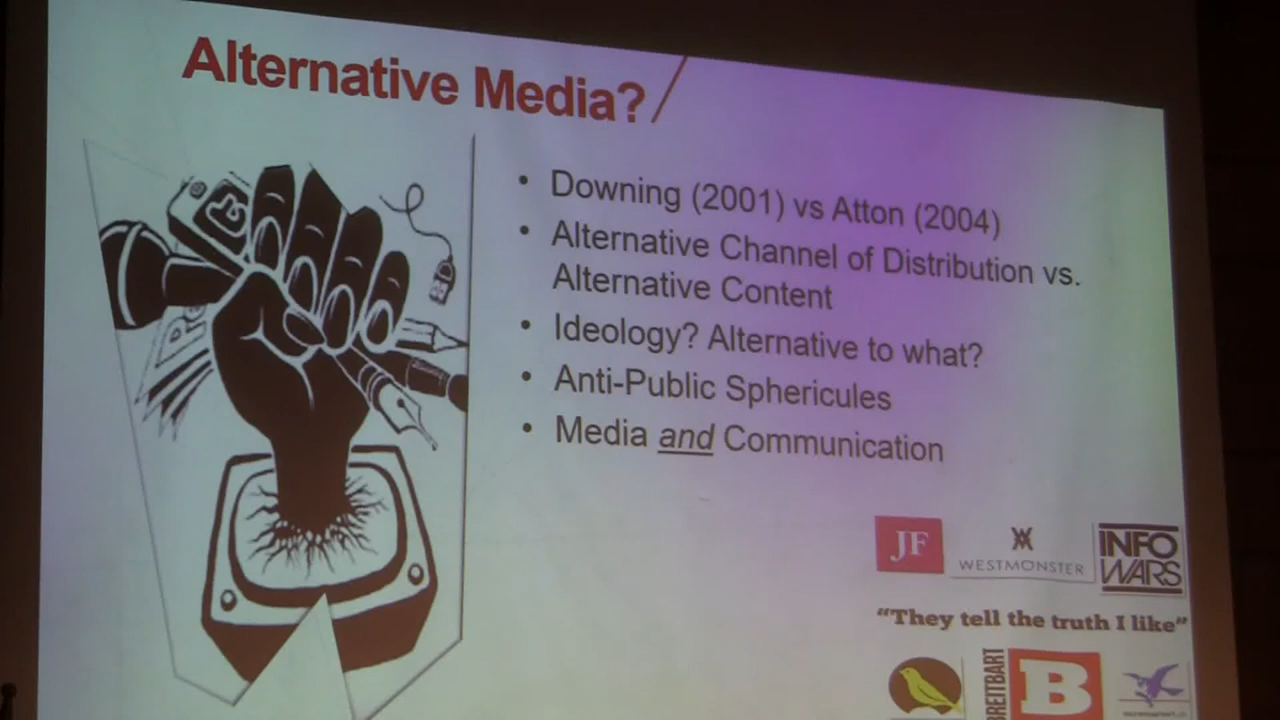 Alternative Media?
• Downing (2001) vs Atton (2004)
• Alternative Channel of Distribution vs.
Alternative Content
• Ideology? Alternative to what?
• Anti-Public Sphericules
• Media and Communication
JF
WESTMONSTER
INFO
WARS
“They tell the truth I like”
BREITBART
B